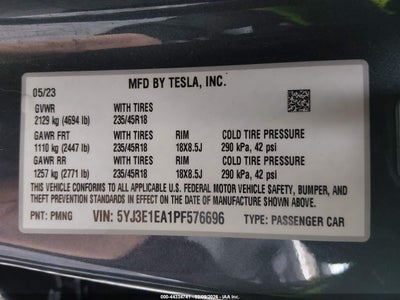 MFD BY TESLA, INC.
05/23
GVWR WITH TIRES
2129 kg (4694 lb) 235/45R18
GAWR FRT WITH TIRES RIM COLD TIRE PRESSURE
1110 kg (2447 lb) 235/45R18 18X8.5J 290 kPa, 42 psi
GAWR RR WITH TIRES RIM COLD TIRE PRESSURE
1257 kg (2771 lb) 235/45R18 18X8.5J 290 kPa, 42 psi
THIS VEHICLE CONFORMS TO ALL APPLICABLE U.S. FEDERAL MOTOR VEHICLE SAFETY, BUMPER, AND
THEFT PREVENTION STANDARDS IN EFFECT ON THE DATE OF MANUFACTURE SHOWN ABOVE.
PNT: PMNG VIN: 5YJ3E1EA1PF576696 TYPE: PASSENGER CAR